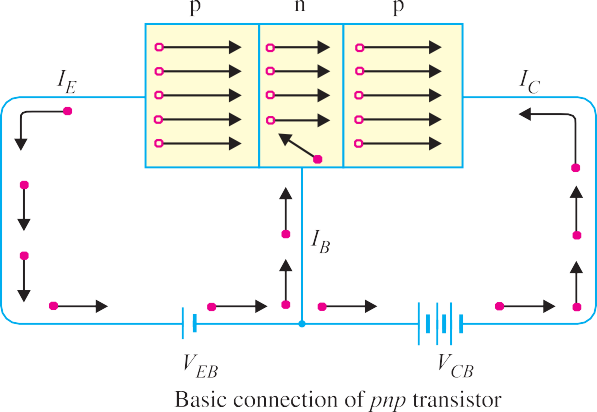 p n p
I_E I_C
I_B
V_EB V_CB
Basic connection of pnp transistor